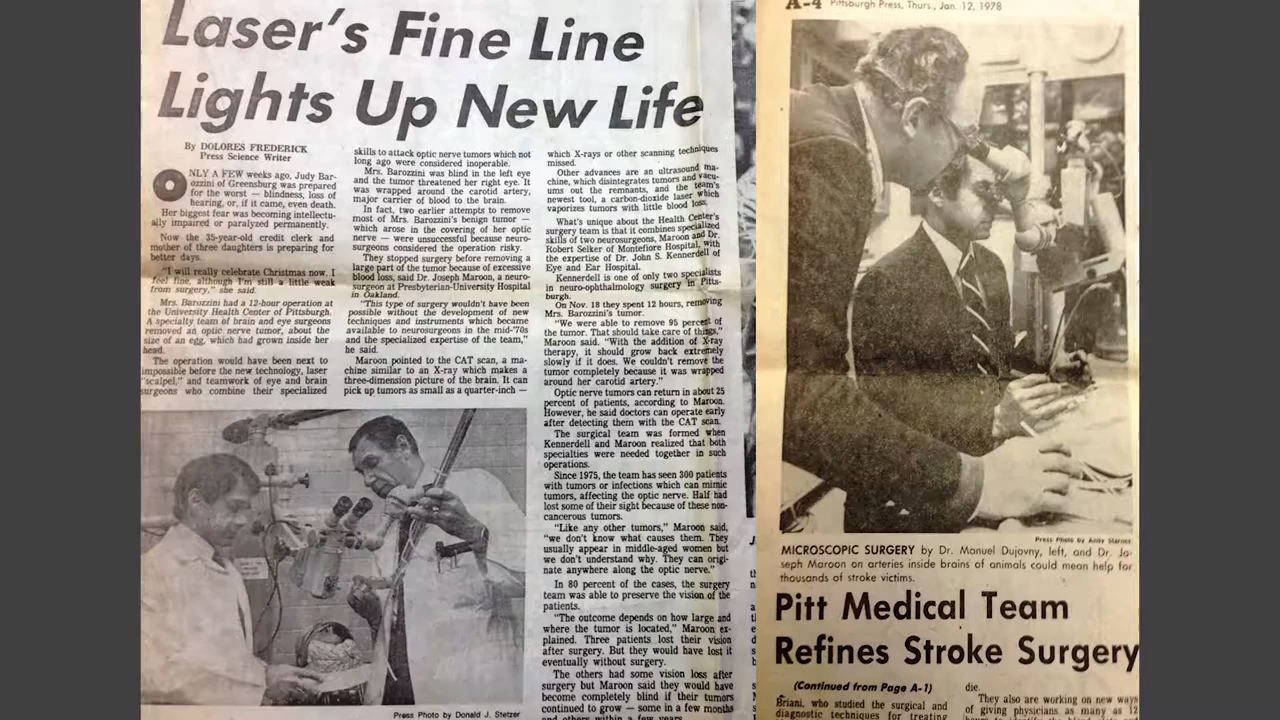 Laser's Fine Line
Lights Up New Life
By DOLORES FREDERICK
Press Science Writer
ONLY A FEW weeks ago, Judy Bar-
ozzini of Greensburg was prepared
for the worst — blindness, loss of
hearing, or, if it came, even death.
Her biggest fear was becoming intellectu-
ally impaired or paralyzed permanently.
Now the 35-year-old credit clerk and
mother of three daughters is preparing for
better days.
"I will really celebrate Christmas now. I
feel fine, although I'm still a little weak
from surgery," she said.
Mrs. Barozzini had a 12-hour operation at
the University Health Center of Pittsburgh.
A specialty team of brain and eye surgeons
removed an optic nerve tumor, about the
size of an egg, which had grown inside her
head.
The operation would have been next to
impossible before the new technology, laser
"scalpel," and teamwork of eye and brain
surgeons who combine their specialized
skills to attack optic nerve tumors which not
long ago were considered inoperable.
Mrs. Barozzini was blind in the left eye
and the tumor threatened her right eye. It
was wrapped around the carotid artery,
major carrier of blood to the brain.
In fact, two earlier attempts to remove
most of Mrs. Barozzini's benign tumor —
which arose in the covering of her optic
nerve — were unsuccessful because neuro-
surgeons considered the operation risky.
They stopped surgery before removing a
large part of the tumor because of excessive
blood loss, said Dr. Joseph Maroon, a neuro-
surgeon at Presbyterian-University Hospital
in Oakland.
"This type of surgery wouldn't have been
possible without the development of new
techniques and instruments which became
available to neurosurgeons in the mid-'70s
and the specialized expertise of the team,"
he said.
Maroon pointed to the CAT scan, a ma-
chine similar to an X-ray which makes a
three-dimension picture of the brain. It can
pick up tumors as small as a quarter-inch —
which X-rays or other scanning techniques
missed.
Other advances are an ultrasound ma-
chine, which disintegrates tumors and vacu-
ums out the remnants, and the team's
newest tool, a carbon-dioxide laser which
vaporizes tumors with little blood loss.
What's unique about the Health Center's
surgery team is that it combines specialized
skills of two neurosurgeons, Maroon and Dr.
Robert Selker of Montefiore Hospital, with
the expertise of Dr. John S. Kennerdell of
Eye and Ear Hospital.
Kennerdell is one of only two specialists
in neuro-ophthalmology surgery in Pitts-
burgh.
On Nov. 18 they spent 12 hours, removing
Mrs. Barozzini's tumor.
"We were able to remove 95 percent of
the tumor. That should take care of things,"
Maroon said. "With the addition of X-ray
therapy, it should grow back extremely
slowly if it does. We couldn't remove the
tumor completely because it was wrapped
around her carotid artery."
Optic nerve tumors can return in about 25
percent of patients, according to Maroon.
However, he said doctors can operate early
after detecting them with the CAT scan.
The surgical team was formed when
Kennerdell and Maroon realized that both
specialties were needed together in such
operations.
Since 1975, the team has seen 300 patients
with tumors or infections which can mimic
tumors, affecting the optic nerve. Half had
lost some of their sight because of these non-
cancerous tumors.
"Like any other tumors," Maroon said,
"we don't know what causes them. They
usually appear in middle-aged women but
we don't understand why. They can origi-
nate anywhere along the optic nerve."
In 80 percent of the cases, the surgery
team was able to preserve the vision of the
patients.
"The outcome depends on how large and
where the tumor is located," Maroon ex-
plained. Three patients lost their vision
after surgery. But they would have lost it
eventually without surgery.
The others had some vision loss after
surgery but Maroon said they would have
become completely blind if their tumors
continued to grow — some in a few months
and others within a few years.
Press Photo by Donald J. Stetzer
A-4 Pittsburgh Press, Thurs., Jan. 12, 1978
Press Photo by Andy Starnes
MICROSCOPIC SURGERY by Dr. Manuel Dujovny, left, and Dr. Jo-
seph Maroon on arteries inside brains of animals could mean help for
thousands of stroke victims.
Pitt Medical Team
Refines Stroke Surgery
(Continued from Page A-1)
Briani, who studied the surgical and
diagnostic techniques for treating
die.
They also are working on new ways
of giving physicians as many as 12